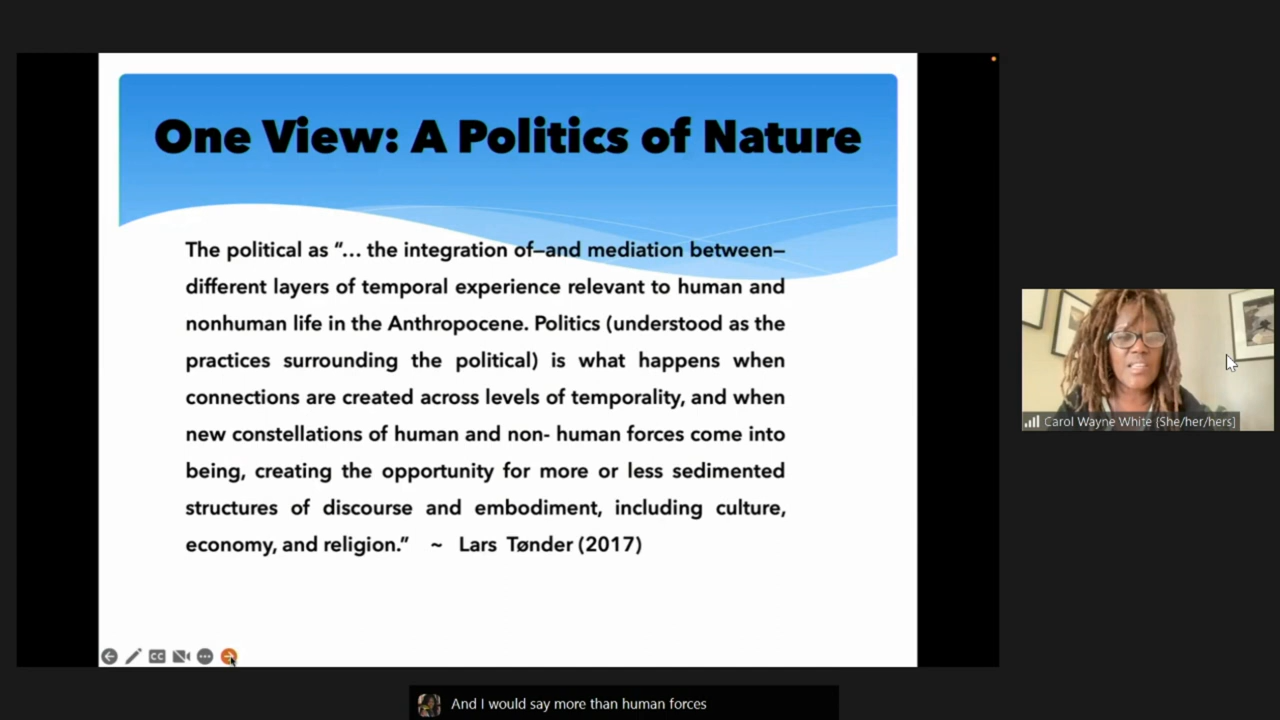 One View: A Politics of Nature
The political as “... the integration of–and mediation between–
different layers of temporal experience relevant to human and
nonhuman life in the Anthropocene. Politics (understood as the
practices surrounding the political) is what happens when
connections are created across levels of temporality, and when
new constellations of human and non- human forces come into
being, creating the opportunity for more or less sedimented
structures of discourse and embodiment, including culture,
economy, and religion.” ~ Lars Tønder (2017)
Carol Wayne White (She/her/hers]
CC
And I would say more than human forces